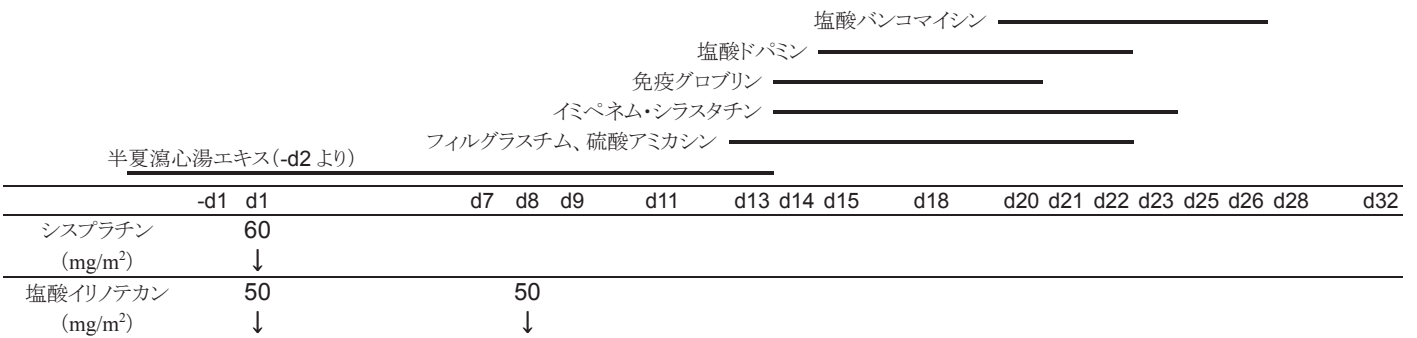 塩酸バンコマイシン
塩酸ドパミン
免疫グロブリン
イミペネム・シラスタチン
フィルグラスチム、硫酸アミカシン
半夏瀉心湯エキス（-d2 より）
-d1 d1 d7 d8 d9 d11 d13 d14 d15 d18 d20 d21 d22 d23 d25 d26 d28 d32
シスプラチン 60
（mg/m²） ↓
塩酸イリノテカン 50 50
（mg/m²） ↓ ↓